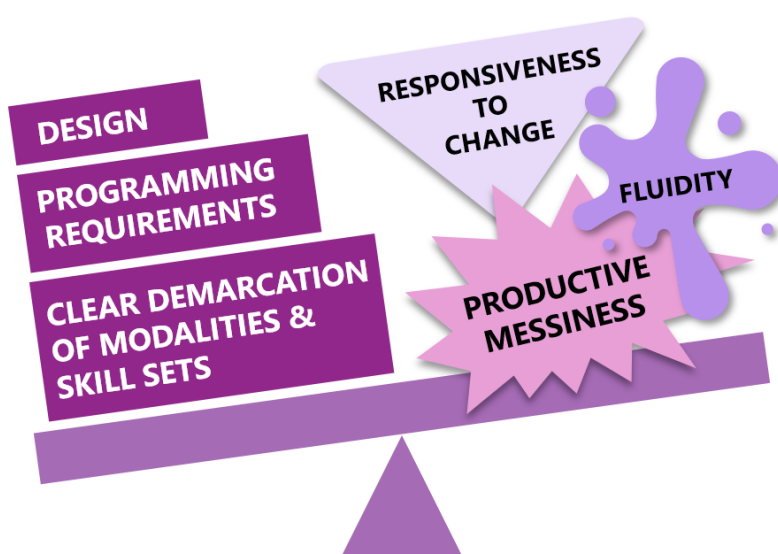 DESIGN
PROGRAMMING
REQUIREMENTS
CLEAR DEMARCATION
OF MODALITIES &
SKILL SETS
RESPONSIVENESS
TO
CHANGE
FLUIDITY
PRODUCTIVE
MESSINESS